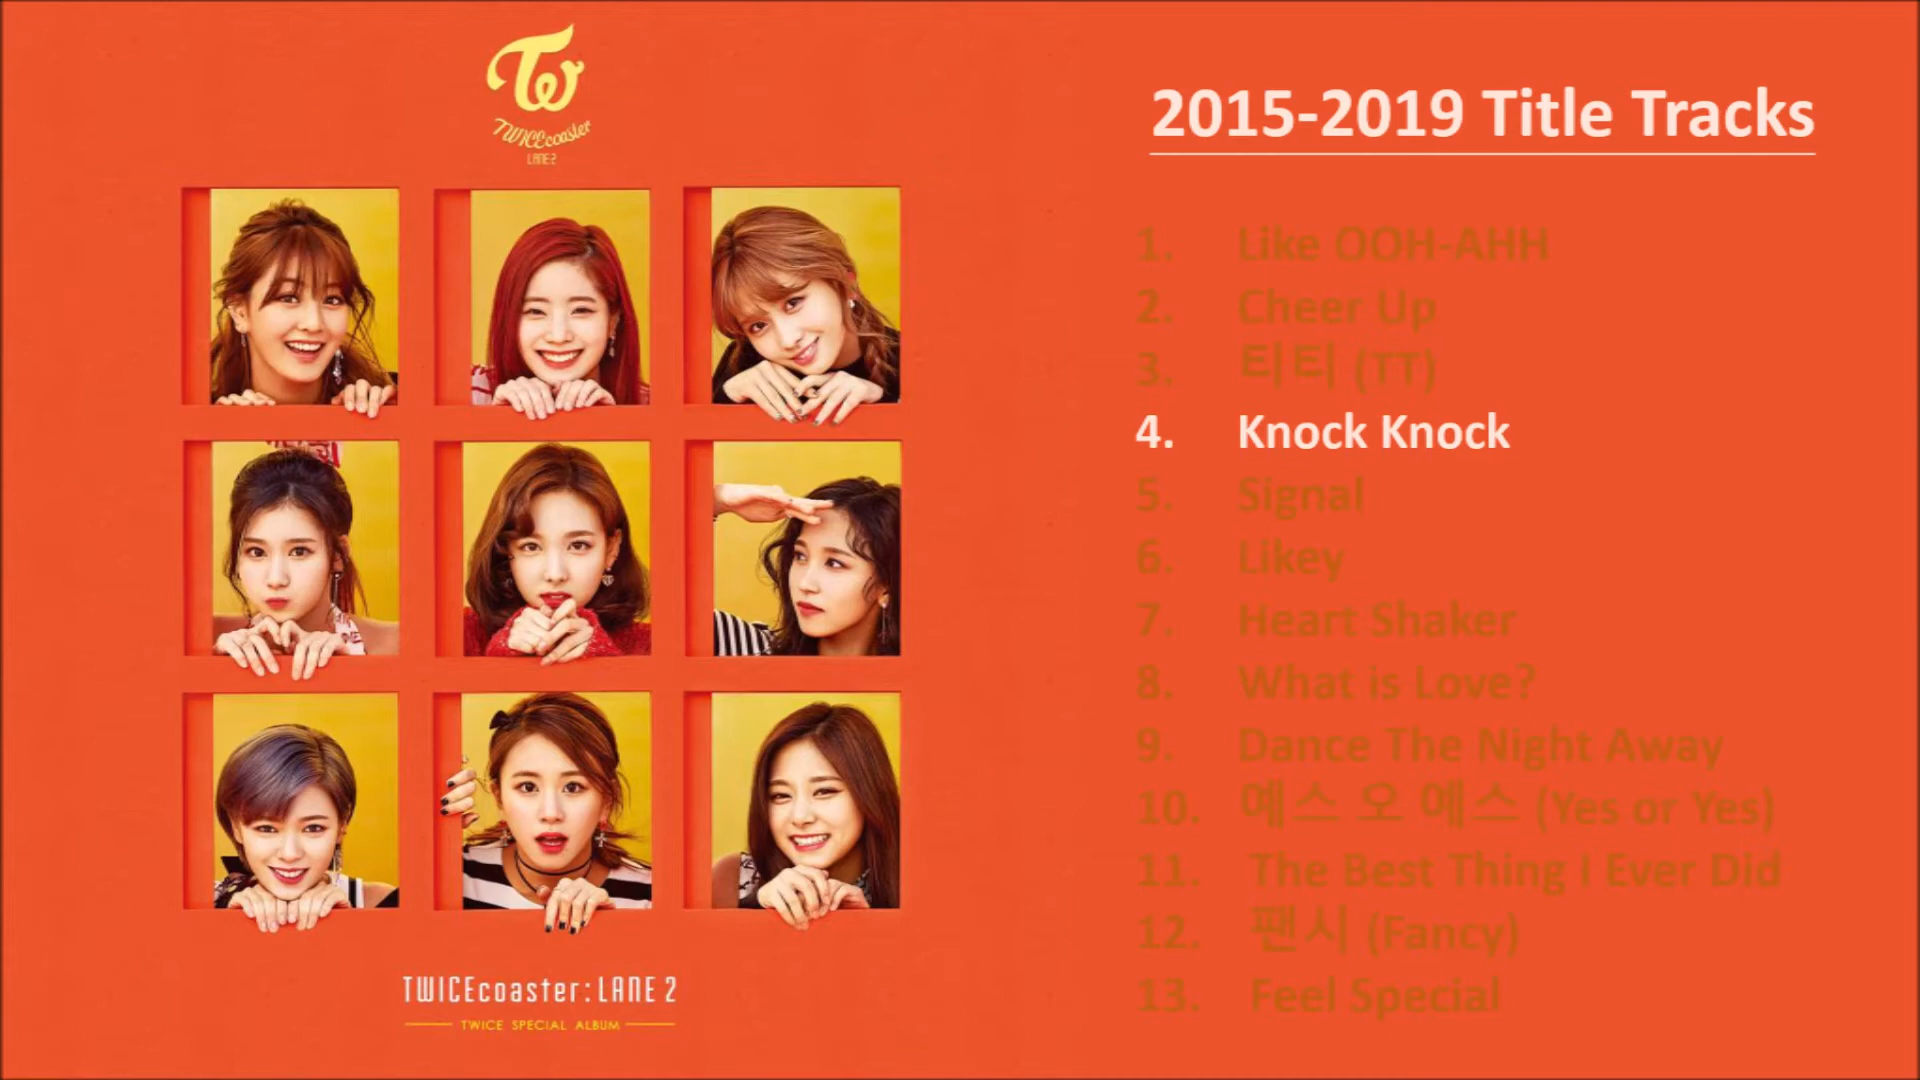 Tw
TWICEcoaster
LANE:2
TWICEcoaster: LANE 2
TWICE SPECIAL ALBUM
2015-2019 Title Tracks
1. Like OOH-AHH
2. Cheer Up
3. 티티 (TT)
4. Knock Knock
5. Signal
6. Likey
7. Heart Shaker
8. What is Love?
9. Dance The Night Away
10. 예스 오 예스 (Yes or Yes)
11. The Best Thing I Ever Did
12. 팬시 (Fancy)
13. Feel Special